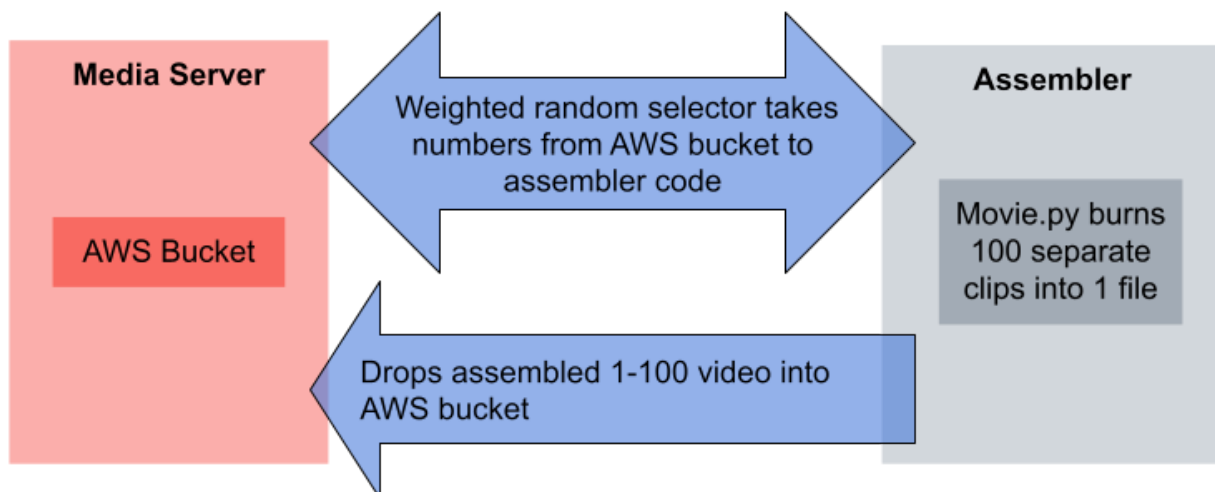 Media Server
AWS Bucket
Weighted random selector takes
numbers from AWS bucket to
assembler code
Drops assembled 1-100 video into
AWS bucket
Assembler
Movie.py burns
100 separate
clips into 1 file